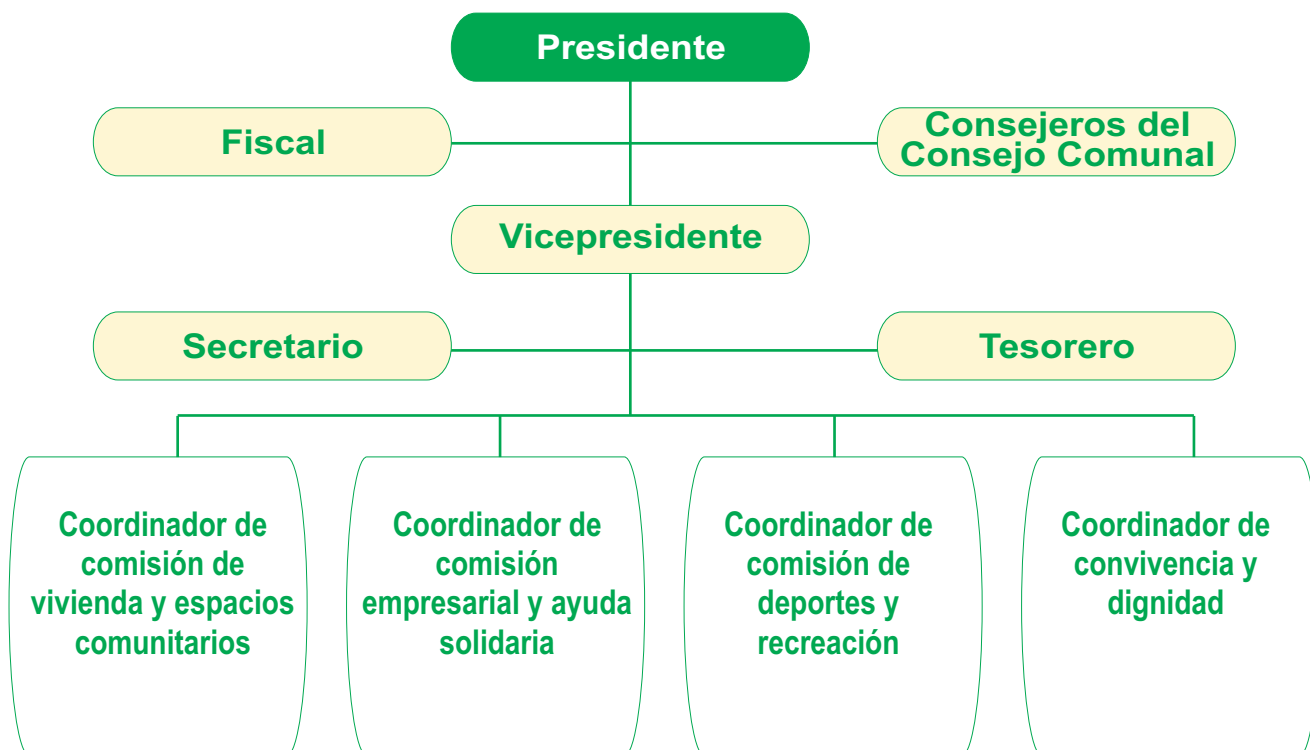 Presidente
Fiscal
Consejeros del
Consejo Comunal
Vicepresidente
Secretario
Tesorero
Coordinador de
comisión de
vivienda y espacios
comunitarios
Coordinador de
comisión
empresarial y ayuda
solidaria
Coordinador de
comisión de
deportes y
recreación
Coordinador de
convivencia y
dignidad